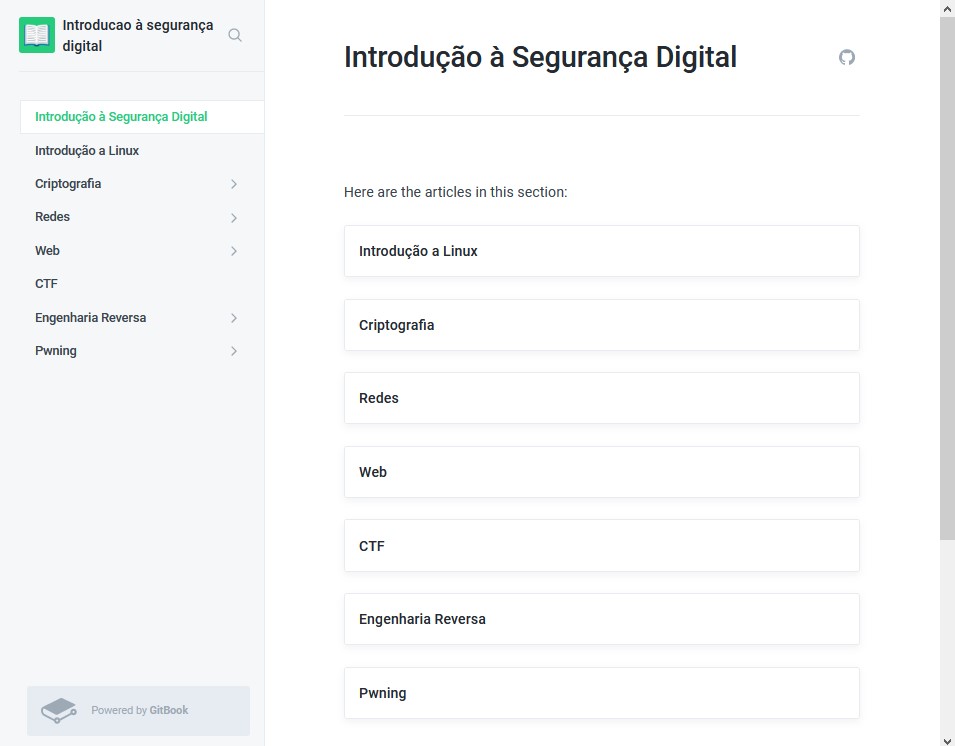 Introducao à segurança
digital
Introdução à Segurança Digital
Introdução a Linux
Criptografia
Redes
Web
CTF
Engenharia Reversa
Pwning
Powered by GitBook
Introdução à Segurança Digital
Here are the articles in this section:
Introdução a Linux
Criptografia
Redes
Web
CTF
Engenharia Reversa
Pwning